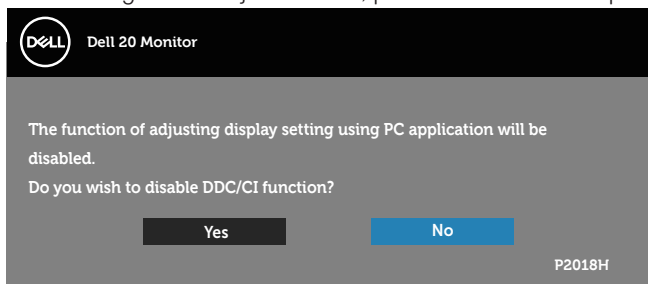 DELL
Dell 20 Monitor
The function of adjusting display setting using PC application will be
disabled.
Do you wish to disable DDC/CI function?
Yes
No
P2018H